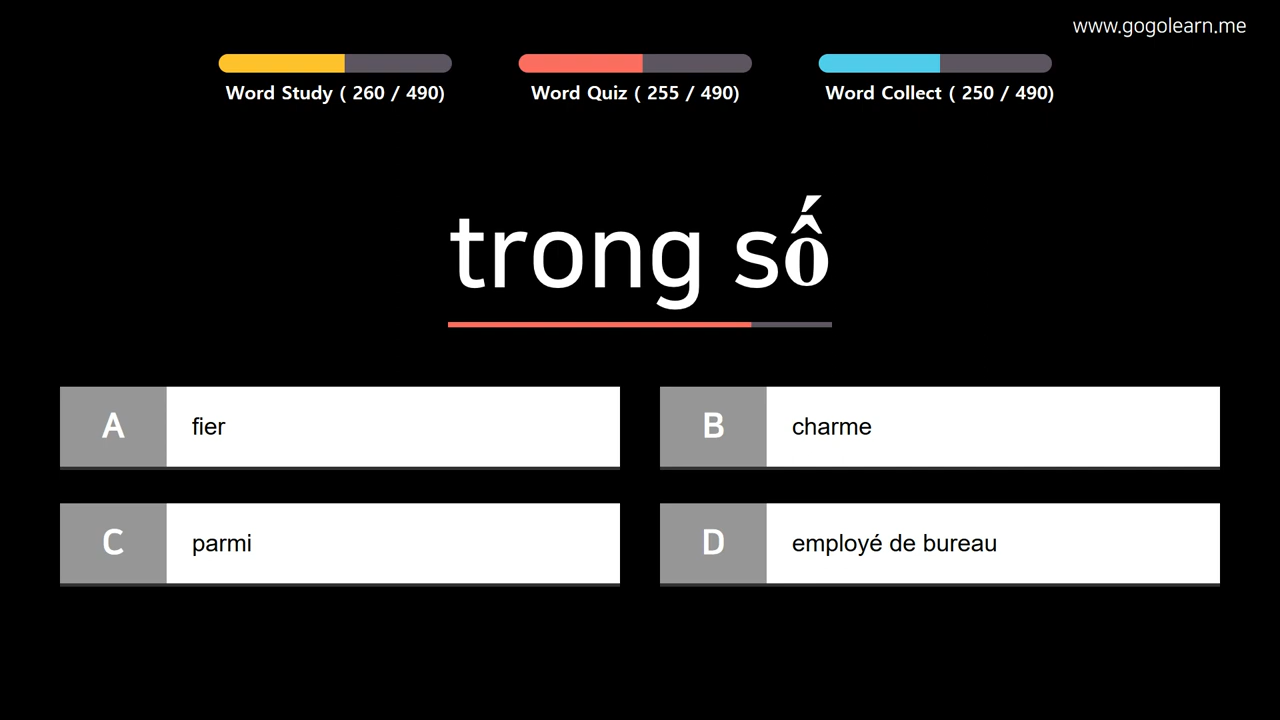 www.gogolearn.me
Word Study ( 260 / 490)
Word Quiz ( 255 / 490)
Word Collect ( 250 / 490)
trong số
A
fier
B
charme
C
parmi
D
employé de bureau